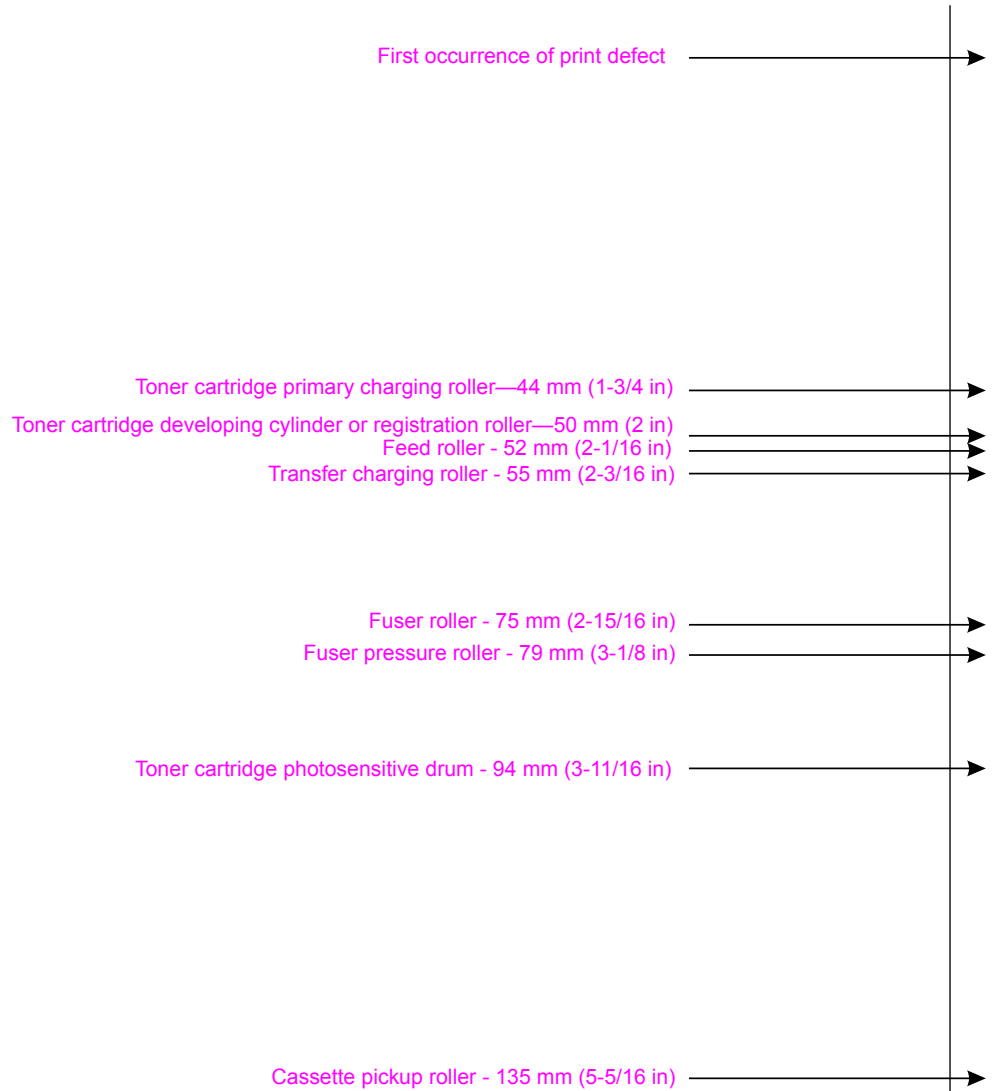 First occurrence of print defect
Toner cartridge primary charging roller—44 mm (1-3/4 in)
Toner cartridge developing cylinder or registration roller—50 mm (2 in)
Feed roller - 52 mm (2-1/16 in)
Transfer charging roller - 55 mm (2-3/16 in)
Fuser roller - 75 mm (2-15/16 in)
Fuser pressure roller - 79 mm (3-1/8 in)
Toner cartridge photosensitive drum - 94 mm (3-11/16 in)
Cassette pickup roller - 135 mm (5-5/16 in)